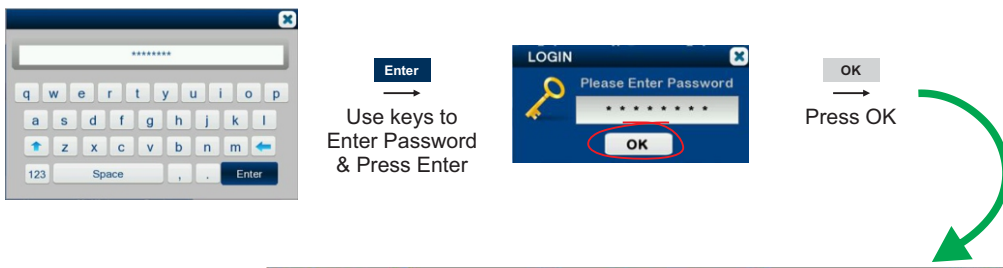 ********
q w e r t y u i o p
a s d f g h j k l
z x c v b n m
123 Space , . Enter
Enter
Use keys to
Enter Password
& Press Enter
LOGIN
Please Enter Password
* * * * * * * *
OK
OK
Press OK